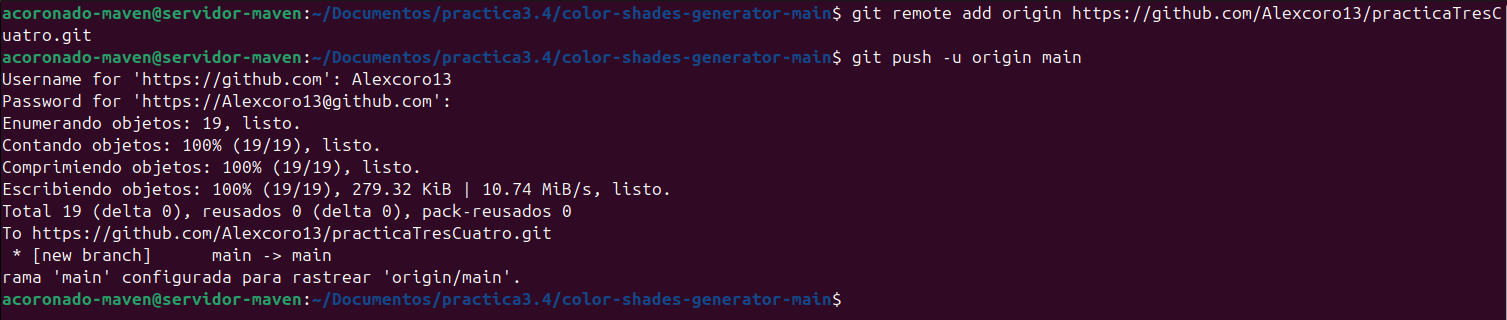 acoronado-maven@servidor-maven:~/Documentos/practica3.4/color-shades-generator-main$ git remote add origin https://github.com/Alexcoro13/practicaTresC
uatro.git
acoronado-maven@servidor-maven:~/Documentos/practica3.4/color-shades-generator-main$ git push -u origin main
Username for 'https://github.com': Alexcoro13
Password for 'https://Alexcoro13@github.com':
Enumerando objetos: 19, listo.
Contando objetos: 100% (19/19), listo.
Comprimiendo objetos: 100% (19/19), listo.
Escribiendo objetos: 100% (19/19), 279.32 KiB | 10.74 MiB/s, listo.
Total 19 (delta 0), reusados 0 (delta 0), pack-reusados 0
To https://github.com/Alexcoro13/practicaTresCuatro.git
 * [new branch]      main -> main
rama 'main' configurada para rastrear 'origin/main'.
acoronado-maven@servidor-maven:~/Documentos/practica3.4/color-shades-generator-main$